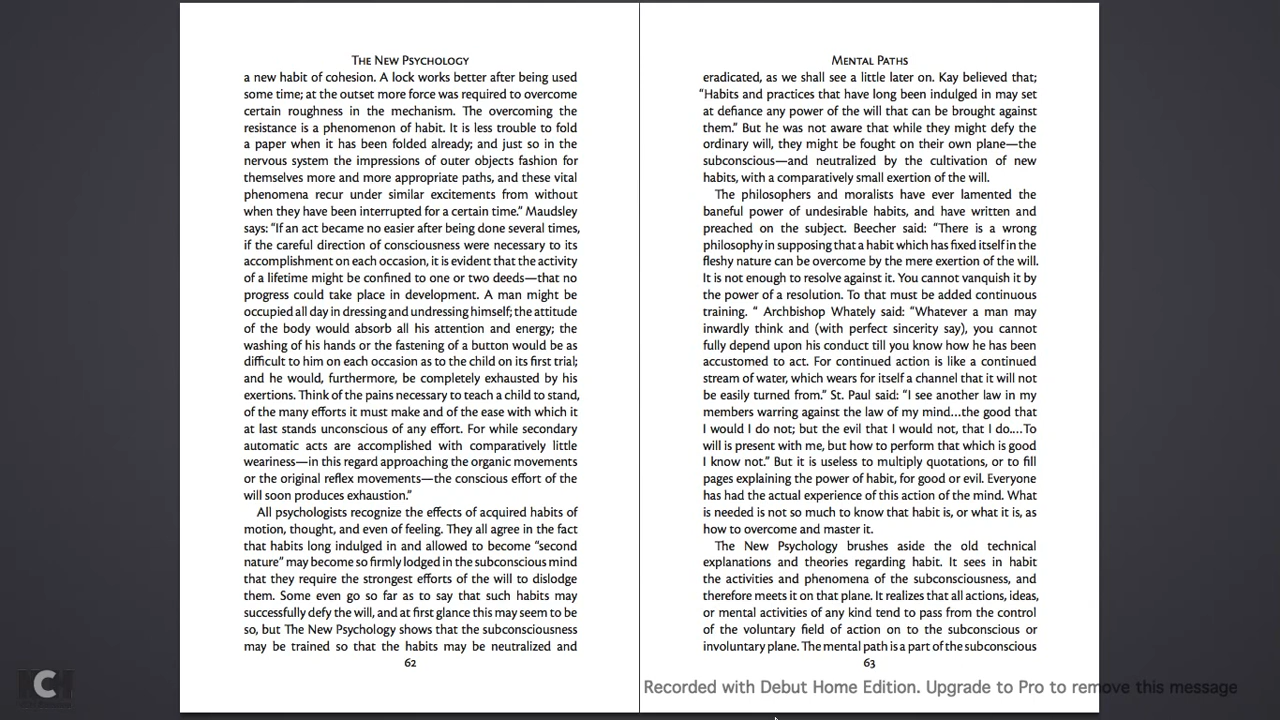 The New Psychology
a new habit of cohesion. A lock works better after being used
some time; at the outset more force was required to overcome
certain roughness in the mechanism. The overcoming the
resistance is a phenomenon of habit. It is less trouble to fold
a paper when it has been folded already; and just so in the
nervous system the impressions of outer objects fashion for
themselves more and more appropriate paths, and these vital
phenomena recur under similar excitements from without
when they have been interrupted for a certain time.” Maudsley
says: “If an act became no easier after being done several times,
if the careful direction of consciousness were necessary to its
accomplishment on each occasion, it is evident that the activity
of a lifetime might be confined to one or two deeds—that no
progress could take place in development. A man might be
occupied all day in dressing and undressing himself; the attitude
of the body would absorb all his attention and energy; the
washing of his hands or the fastening of a button would be as
difficult to him on each occasion as to the child on its first trial;
and he would, furthermore, be completely exhausted by his
exertions. Think of the pains necessary to teach a child to stand,
of the many efforts it must make and of the ease with which it
at last stands unconscious of any effort. For while secondary
automatic acts are accomplished with comparatively little
weariness—in this regard approaching the organic movements
or the original reflex movements—the conscious effort of the
will soon produces exhaustion.”
All psychologists recognize the effects of acquired habits of
motion, thought, and even of feeling. They all agree in the fact
that habits long indulged in and allowed to become “second
nature” may become so firmly lodged in the subconscious mind
that they require the strongest efforts of the will to dislodge
them. Some even go so far as to say that such habits may
successfully defy the will, and at first glance this may seem to be
so, but The New Psychology shows that the subconsciousness
may be trained so that the habits may be neutralized and
62
Mental Paths
eradicated, as we shall see a little later on. Kay believed that;
“Habits and practices that have long been indulged in may set
at defiance any power of the will that can be brought against
them.” But he was not aware that while they might defy the
ordinary will, they might be fought on their own plane—the
subconscious—and neutralized by the cultivation of new
habits, with a comparatively small exertion of the will.
The philosophers and moralists have ever lamented the
baneful power of undesirable habits, and have written and
preached on the subject. Beecher said: “There is a wrong
philosophy in supposing that a habit which has fixed itself in the
fleshy nature can be overcome by the mere exertion of the will.
It is not enough to resolve against it. You cannot vanquish it by
the power of a resolution. To that must be added continuous
training. “ Archbishop Whately said: “Whatever a man may
inwardly think and (with perfect sincerity say), you cannot
fully depend upon his conduct till you know how he has been
accustomed to act. For continued action is like a continued
stream of water, which wears for itself a channel that it will not
be easily turned from.” St. Paul said: “I see another law in my
members warring against the law of my mind...the good that
I would I do not; but the evil that I would not, that I do....To
will is present with me, but how to perform that which is good
I know not.” But it is useless to multiply quotations, or to fill
pages explaining the power of habit, for good or evil. Everyone
has had the actual experience of this action of the mind. What
is needed is not so much to know that habit is, or what it is, as
how to overcome and master it.
The New Psychology brushes aside the old technical
explanations and theories regarding habit. It sees in habit
the activities and phenomena of the subconsciousness, and
therefore meets it on that plane. It realizes that all actions, ideas,
or mental activities of any kind tend to pass from the control
of the voluntary field of action on to the subconscious or
involuntary plane. The mental path is a part of the subconscious
63
Recorded with Debut Home Edition. Upgrade to Pro to remove this message